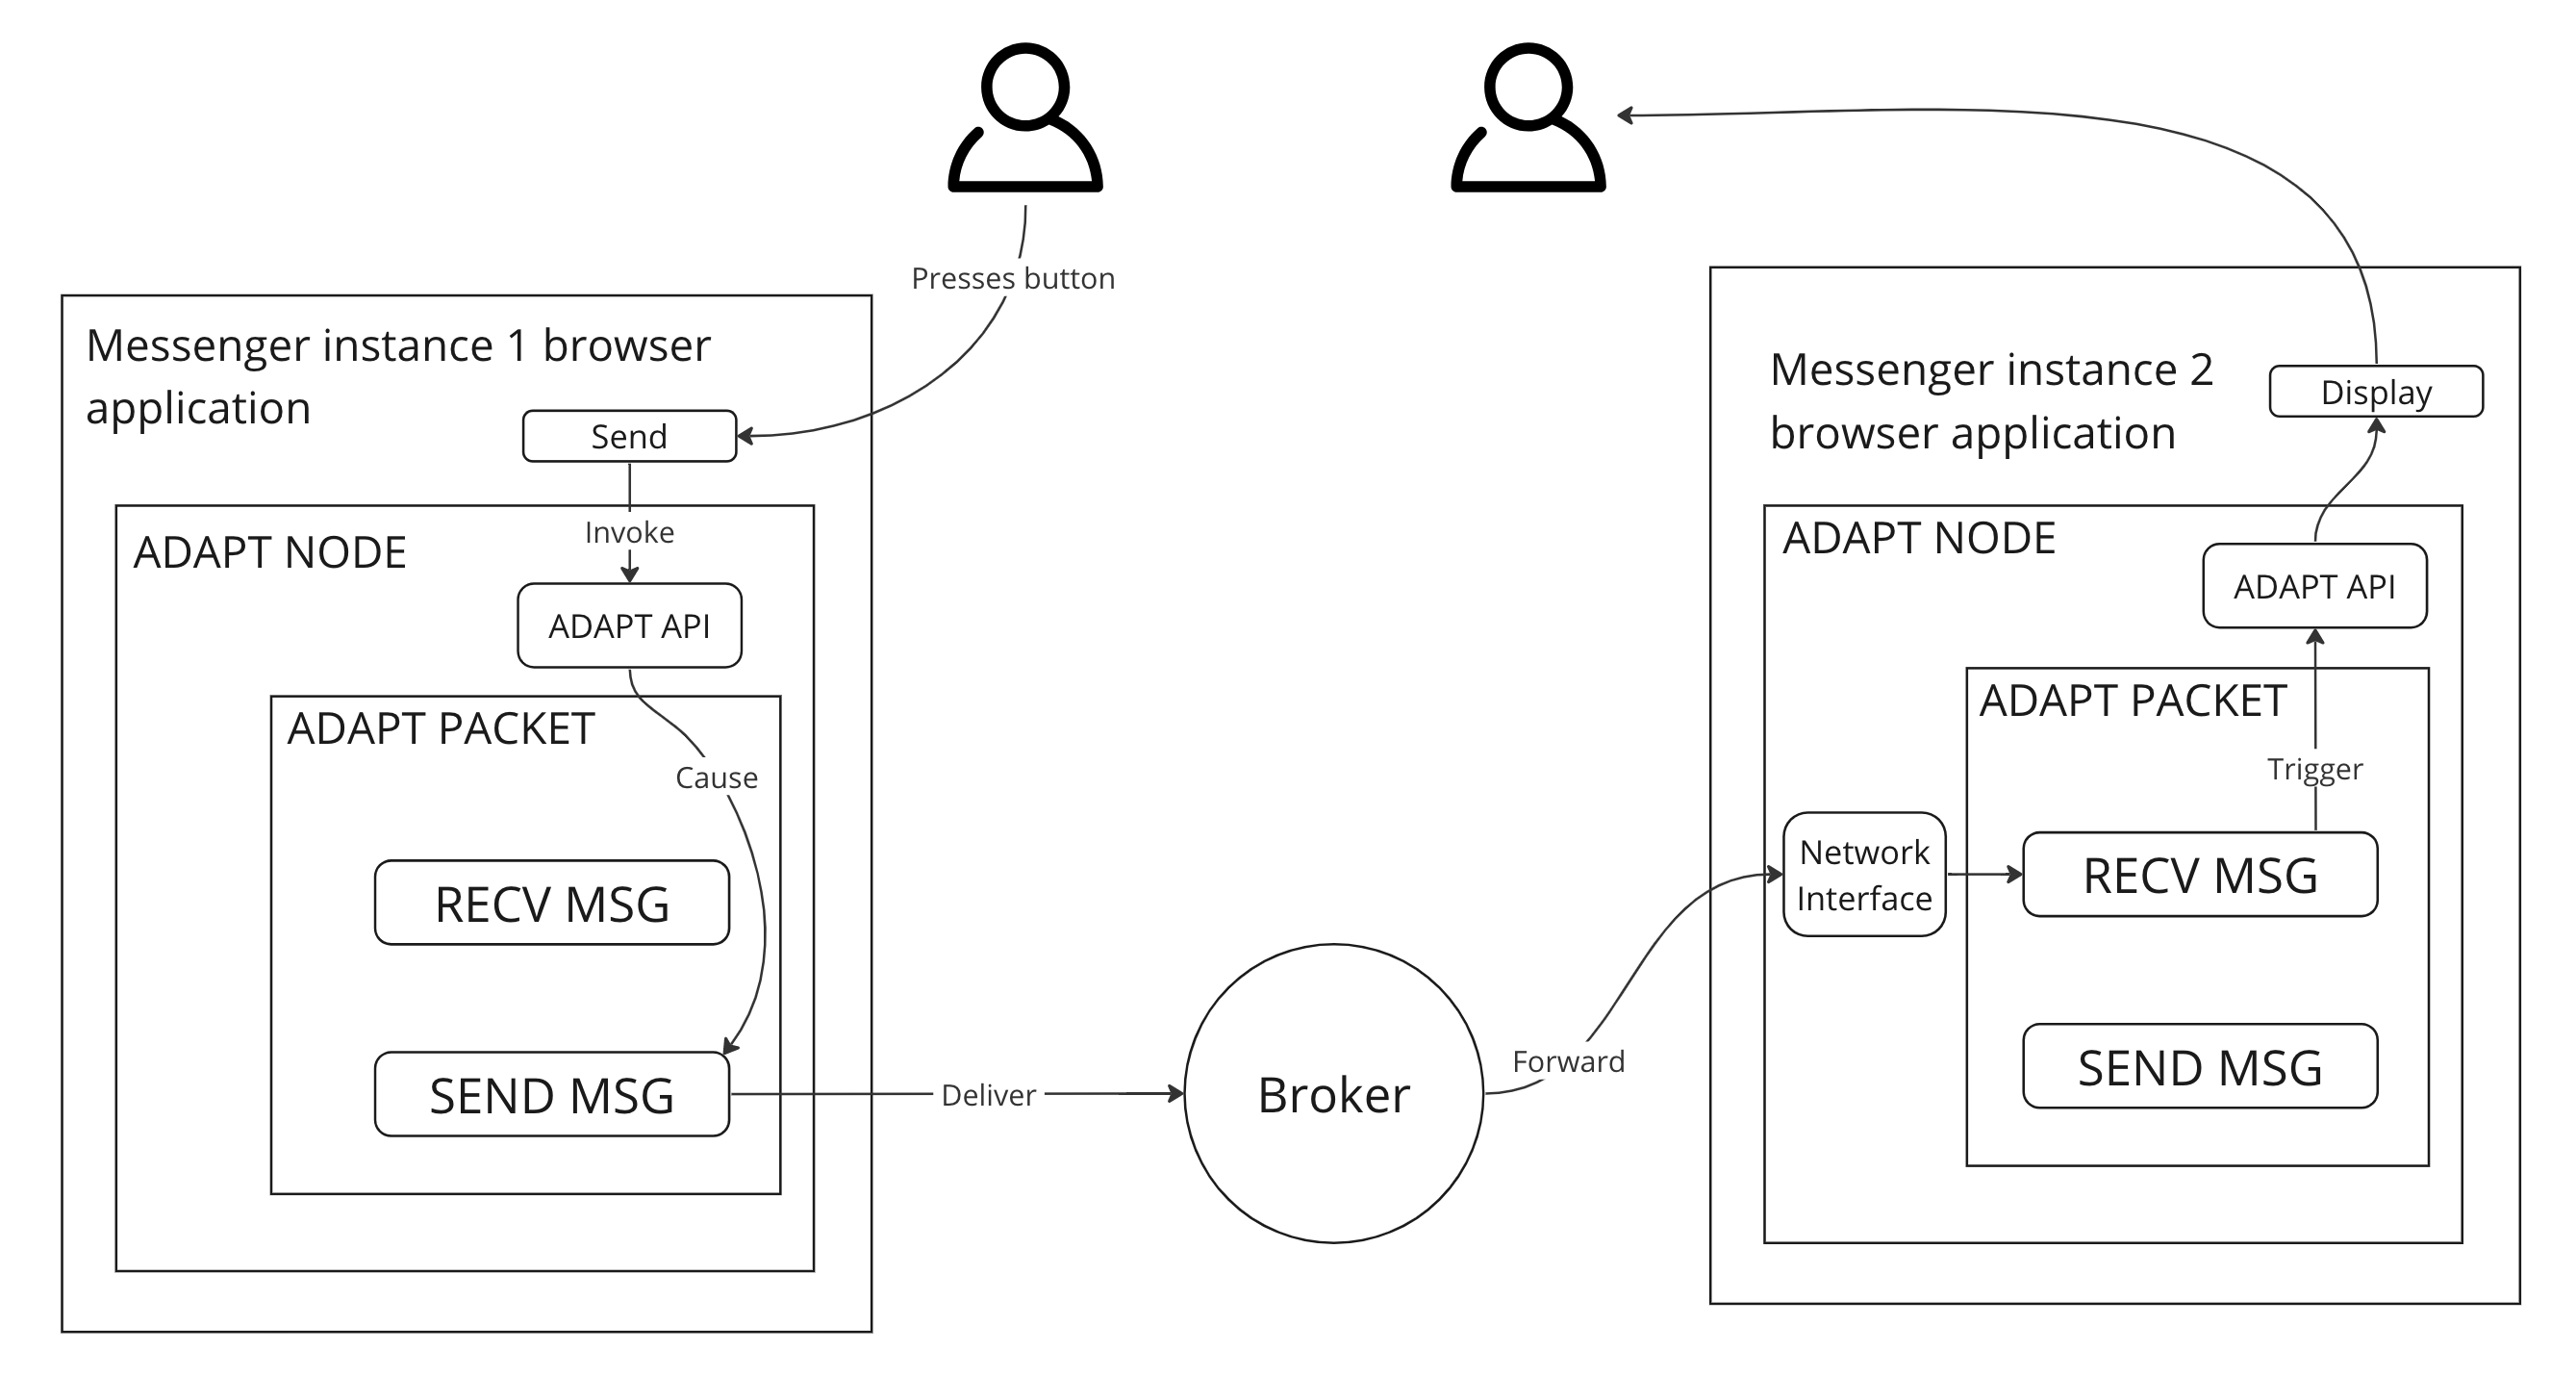 Presses button
Messenger instance 1 browser
application
Send
Invoke
ADAPT NODE
ADAPT API
ADAPT PACKET
Cause
RECV MSG
SEND MSG
Deliver
Broker
Forward
Messenger instance 2
browser application
Display
ADAPT NODE
ADAPT API
ADAPT PACKET
Trigger
Network
Interface
RECV MSG
SEND MSG